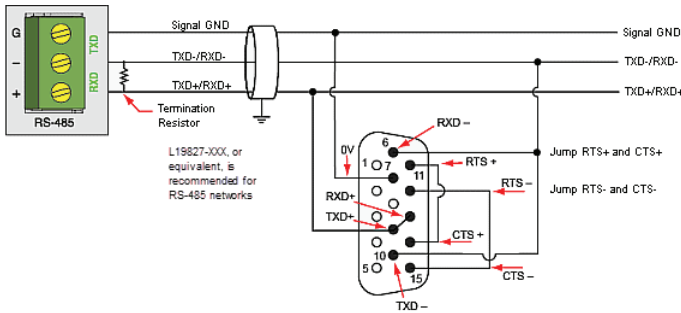 G
Signal GND
Signal GND
TXD
−
TXD-/RXD-
TXD-/RXD-
RXD
+
TXD+/RXD+
TXD+/RXD+
RS-485
Termination
Resistor
L19827-XXX, or
equivalent, is
recommended for
RS-485 networks
RXD −
0V
6
1
7
11
RTS +
Jump RTS+ and CTS+
RTS −
Jump RTS- and CTS-
RXD+
TXD+
CTS +
10
5
15
CTS −
TXD −